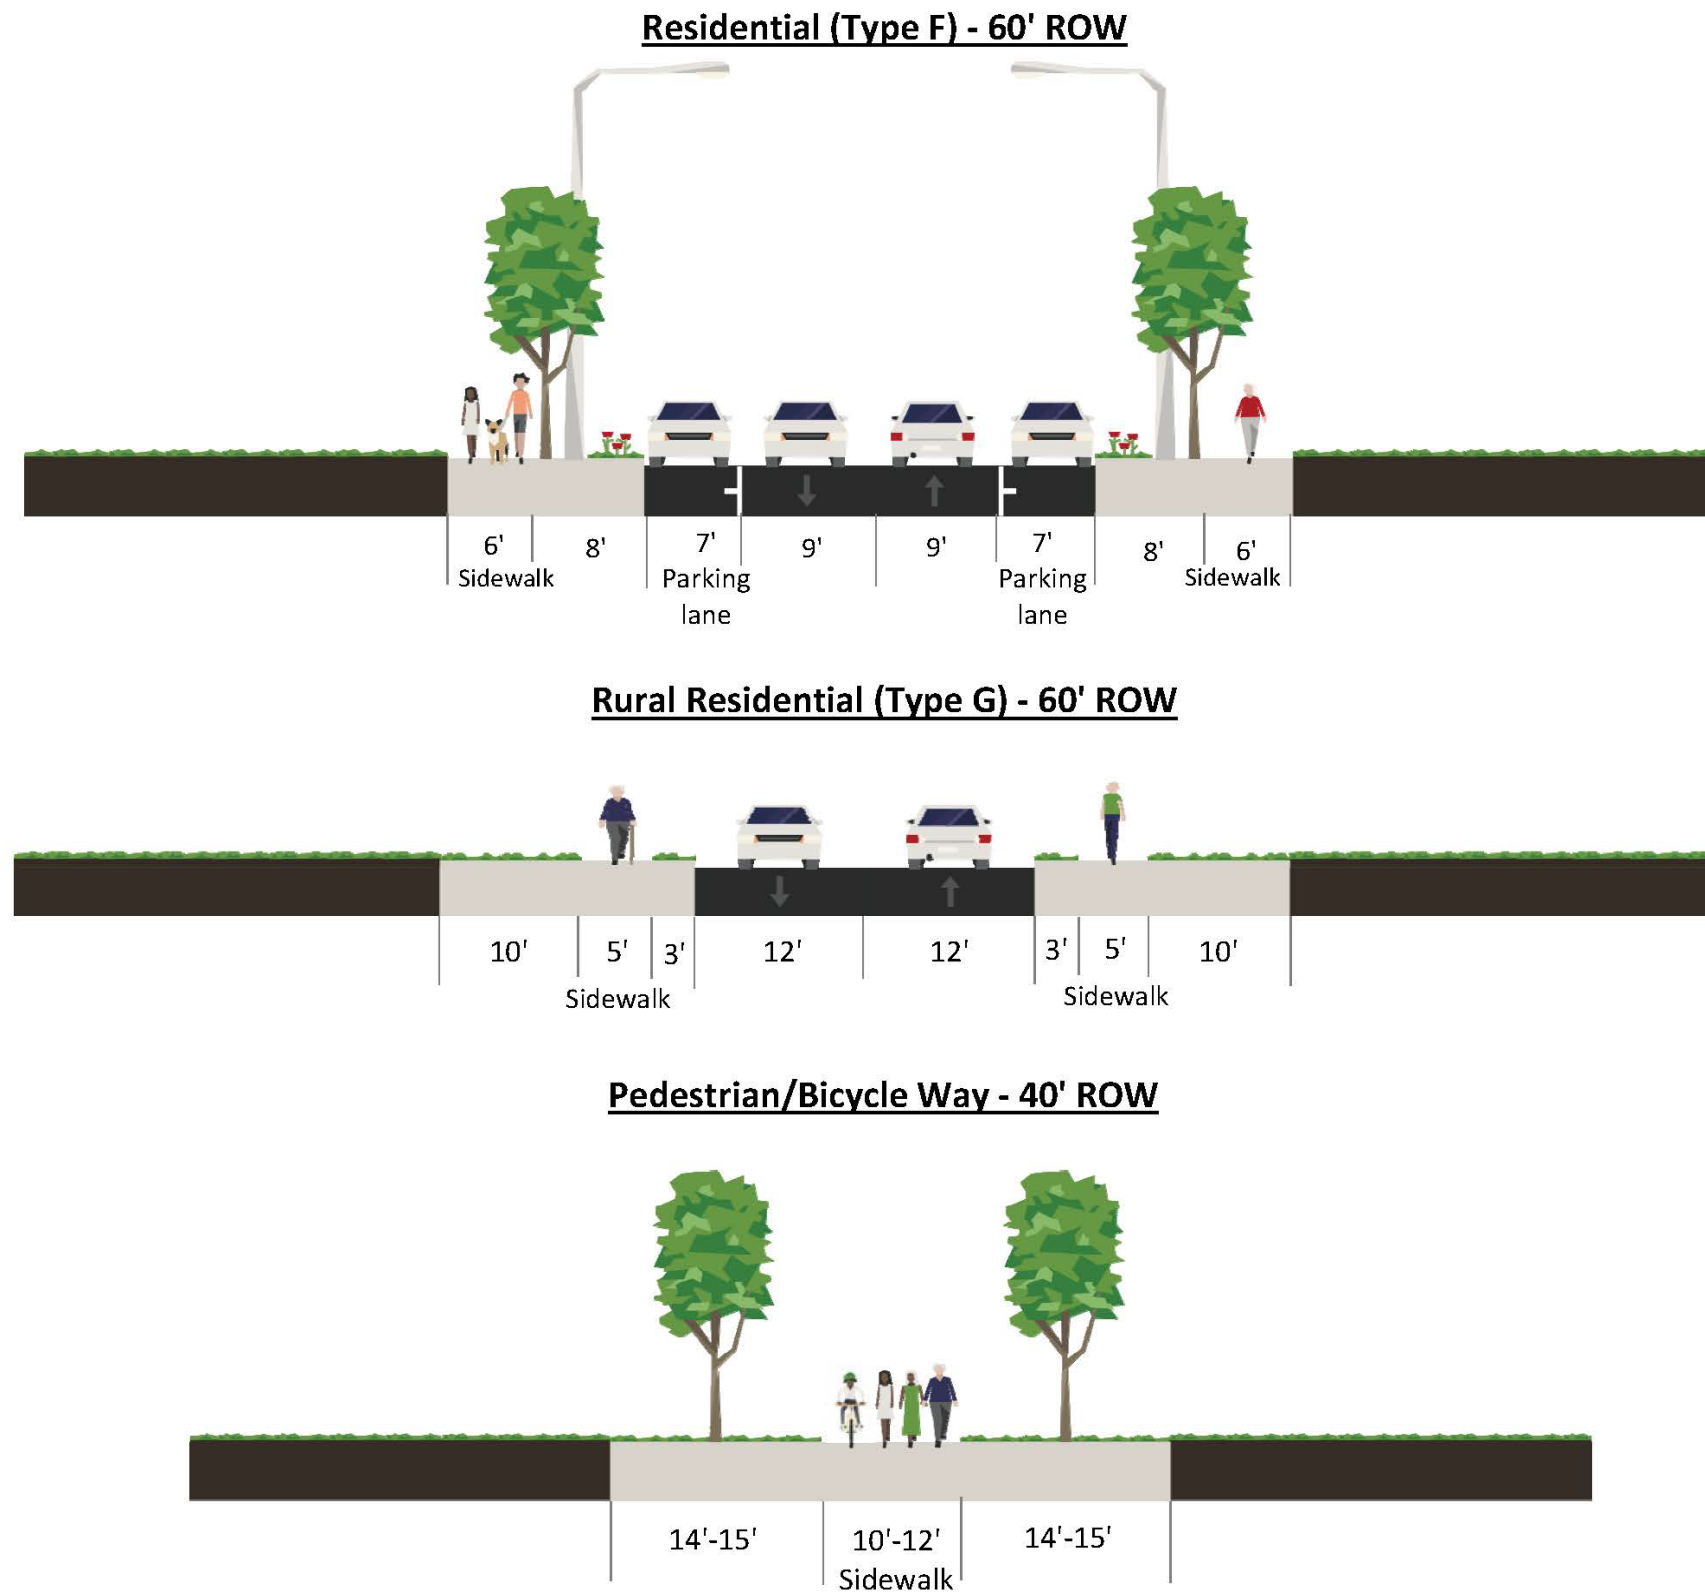 Residential (Type F) - 60' ROW
6' 8' 7' 9' 9' 7' 8' 6'
Sidewalk Parking Parking Sidewalk
lane lane
Rural Residential (Type G) - 60' ROW
10' 5' 3' 12' 12' 3' 5' 10'
Sidewalk Sidewalk
Pedestrian/Bicycle Way - 40' ROW
14'-15' 10'-12' 14'-15'
Sidewalk